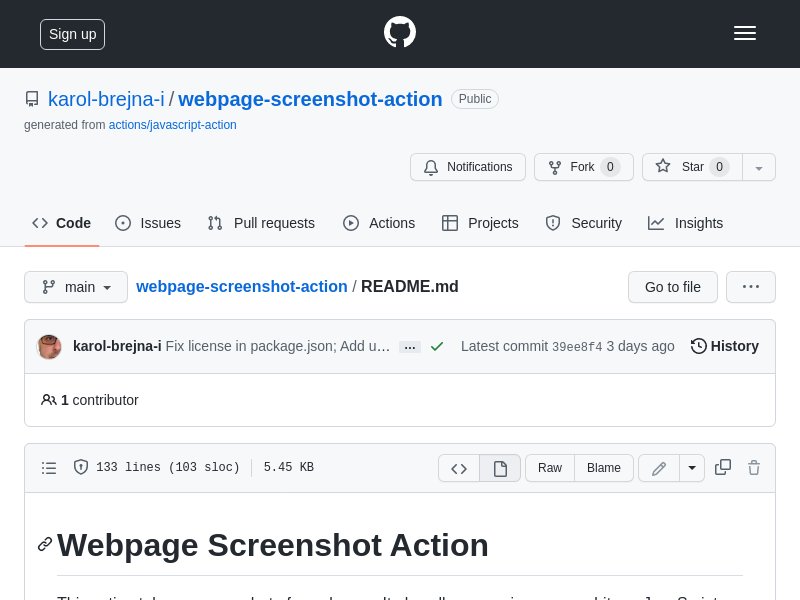 Sign up
karol-brejna-i / webpage-screenshot-action Public
generated from actions/javascript-action
Notifications Fork 0 Star 0
Code Issues Pull requests Actions Projects Security Insights
main webpage-screenshot-action / README.md Go to file ...
karol-brejna-i Fix license in package.json; Add u… ... Latest commit 39ee8f4 3 days ago History
1 contributor
133 lines (103 sloc) 5.45 KB Raw Blame
Webpage Screenshot Action